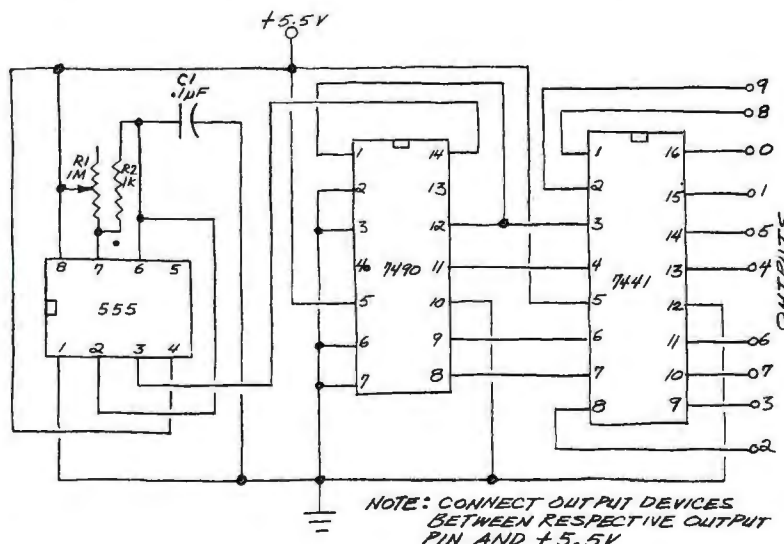 +5.5V
C1
.1µF
R1
1M
R2
1K
8 7 6 5
555
1 2 3 4
1 14
2 13
3 12
4 11
7490
5 10
6 9
7 8
1 16
2 15
3 14
4 13
7441
5 12
6 11
7 10
8 9
9
8
0
1
5
4
6
7
3
2
OUTPUTS
NOTE: CONNECT OUTPUT DEVICES
BETWEEN RESPECTIVE OUTPUT
PIN AND +5.5V